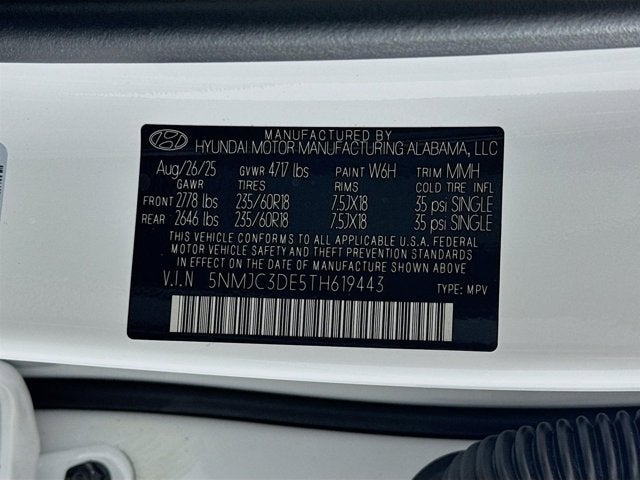 MANUFACTURED BY
HYUNDAI MOTOR MANUFACTURING ALABAMA, LLC
Aug/26/25 GVWR 4717 lbs PAINT W6H TRIM MMH
GAWR TIRES RIMS COLD TIRE INFL
FRONT 2778 lbs 235/60R18 7.5JX18 35 psi SINGLE
REAR 2646 lbs 235/60R18 7.5JX18 35 psi SINGLE
THIS VEHICLE CONFORMS TO ALL APPLICABLE U.S.A. FEDERAL
MOTOR VEHICLE SAFETY, BUMPER, AND THEFT PREVENTION STANDARDS
IN EFFECT ON THE DATE OF MANUFACTURE SHOWN ABOVE.
V.I.N 5NMJC3DE5TH619443 TYPE: MPV